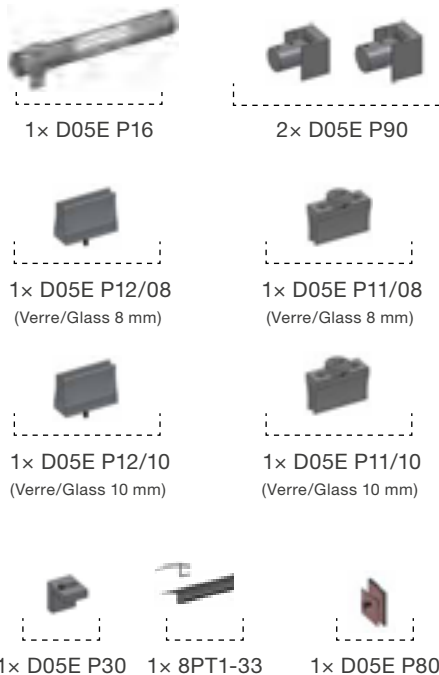 1× D05E P16
2× D05E P90
1× D05E P12/08
(Verre/Glass 8 mm)
1× D05E P11/08
(Verre/Glass 8 mm)
1× D05E P12/10
(Verre/Glass 10 mm)
1× D05E P11/10
(Verre/Glass 10 mm)
1× D05E P30
1× 8PT1-33
1× D05E P80